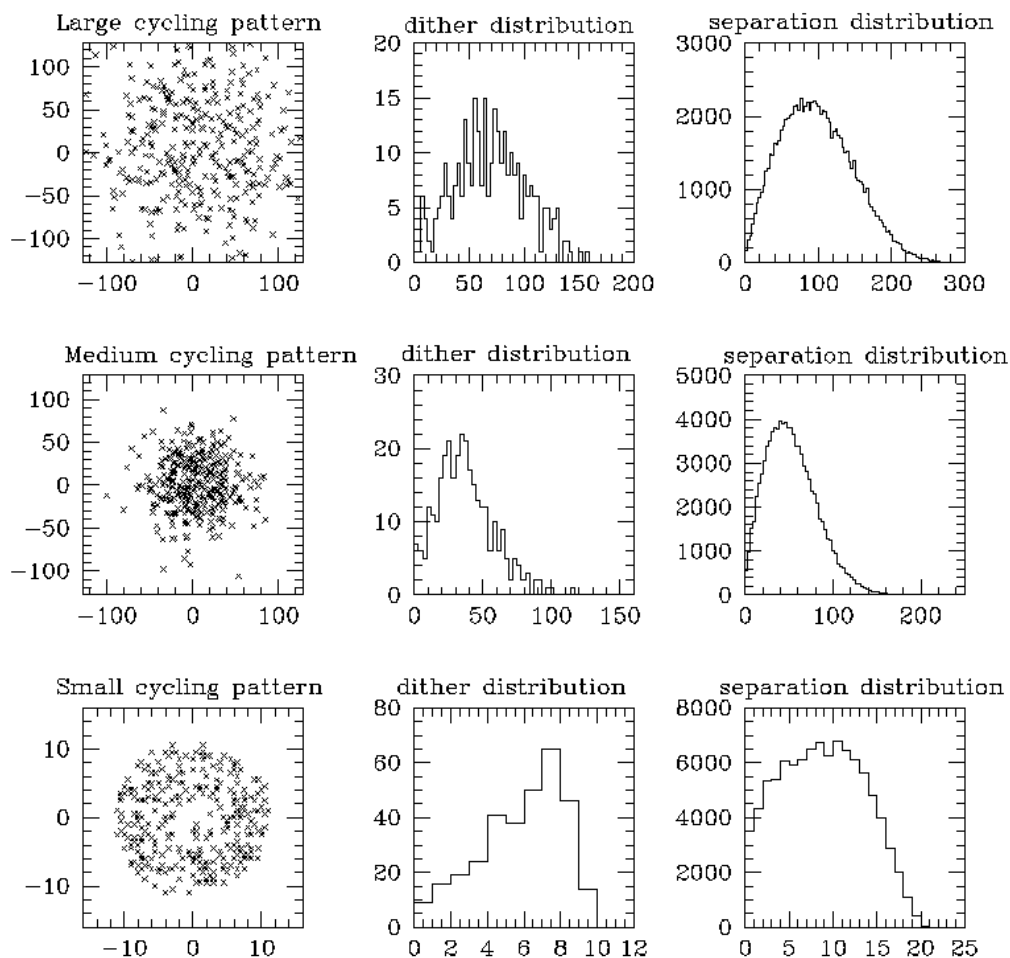 Large cycling pattern
dither distribution
separation distribution
100
50
0
−50
−100
−100 0 100
20
15
10
5
0
0 50 100 150 200
3000
2000
1000
0
0 100 200 300
Medium cycling pattern
dither distribution
separation distribution
100
50
0
−50
−100
−100 0 100
30
20
10
0
0 50 100 150
5000
4000
3000
2000
1000
0
0 100 200
Small cycling pattern
dither distribution
separation distribution
10
0
−10
−10 0 10
80
60
40
20
0
0 2 4 6 8 10 12
8000
6000
4000
2000
0
0 5 10 15 20 25